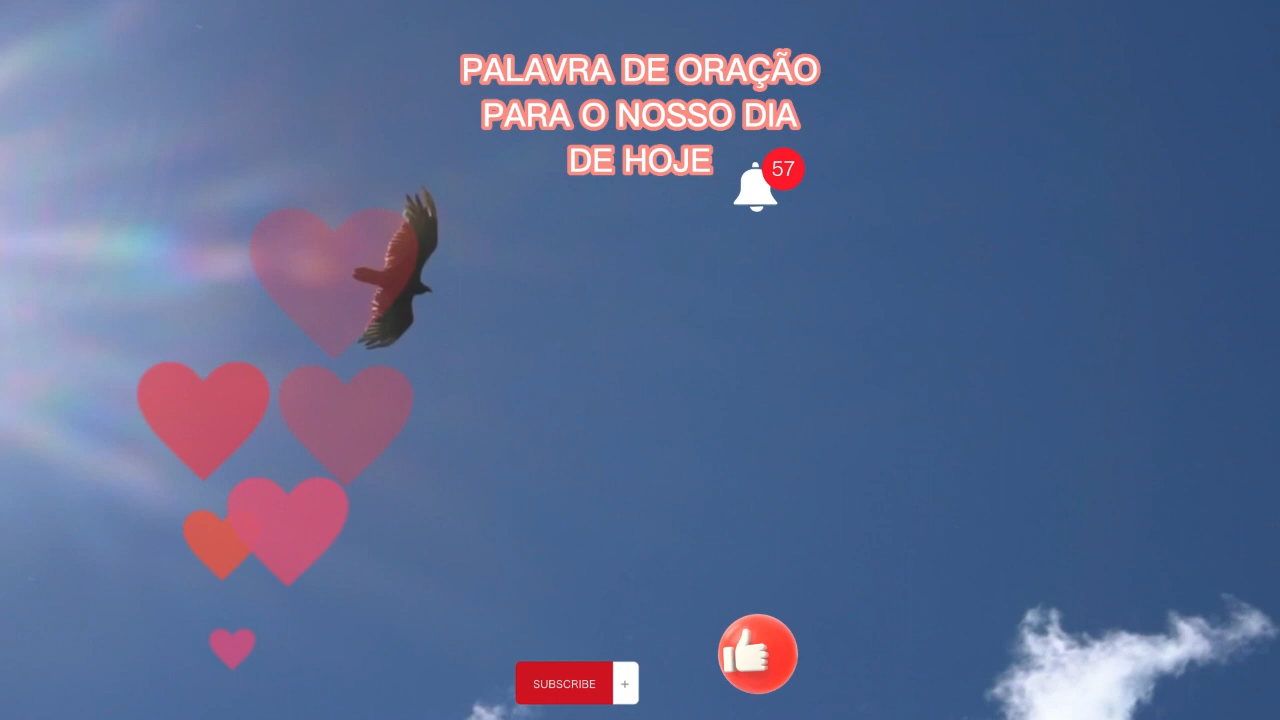 PALAVRA DE ORAÇÃO
PARA O NOSSO DIA
DE HOJE
57
SUBSCRIBE +